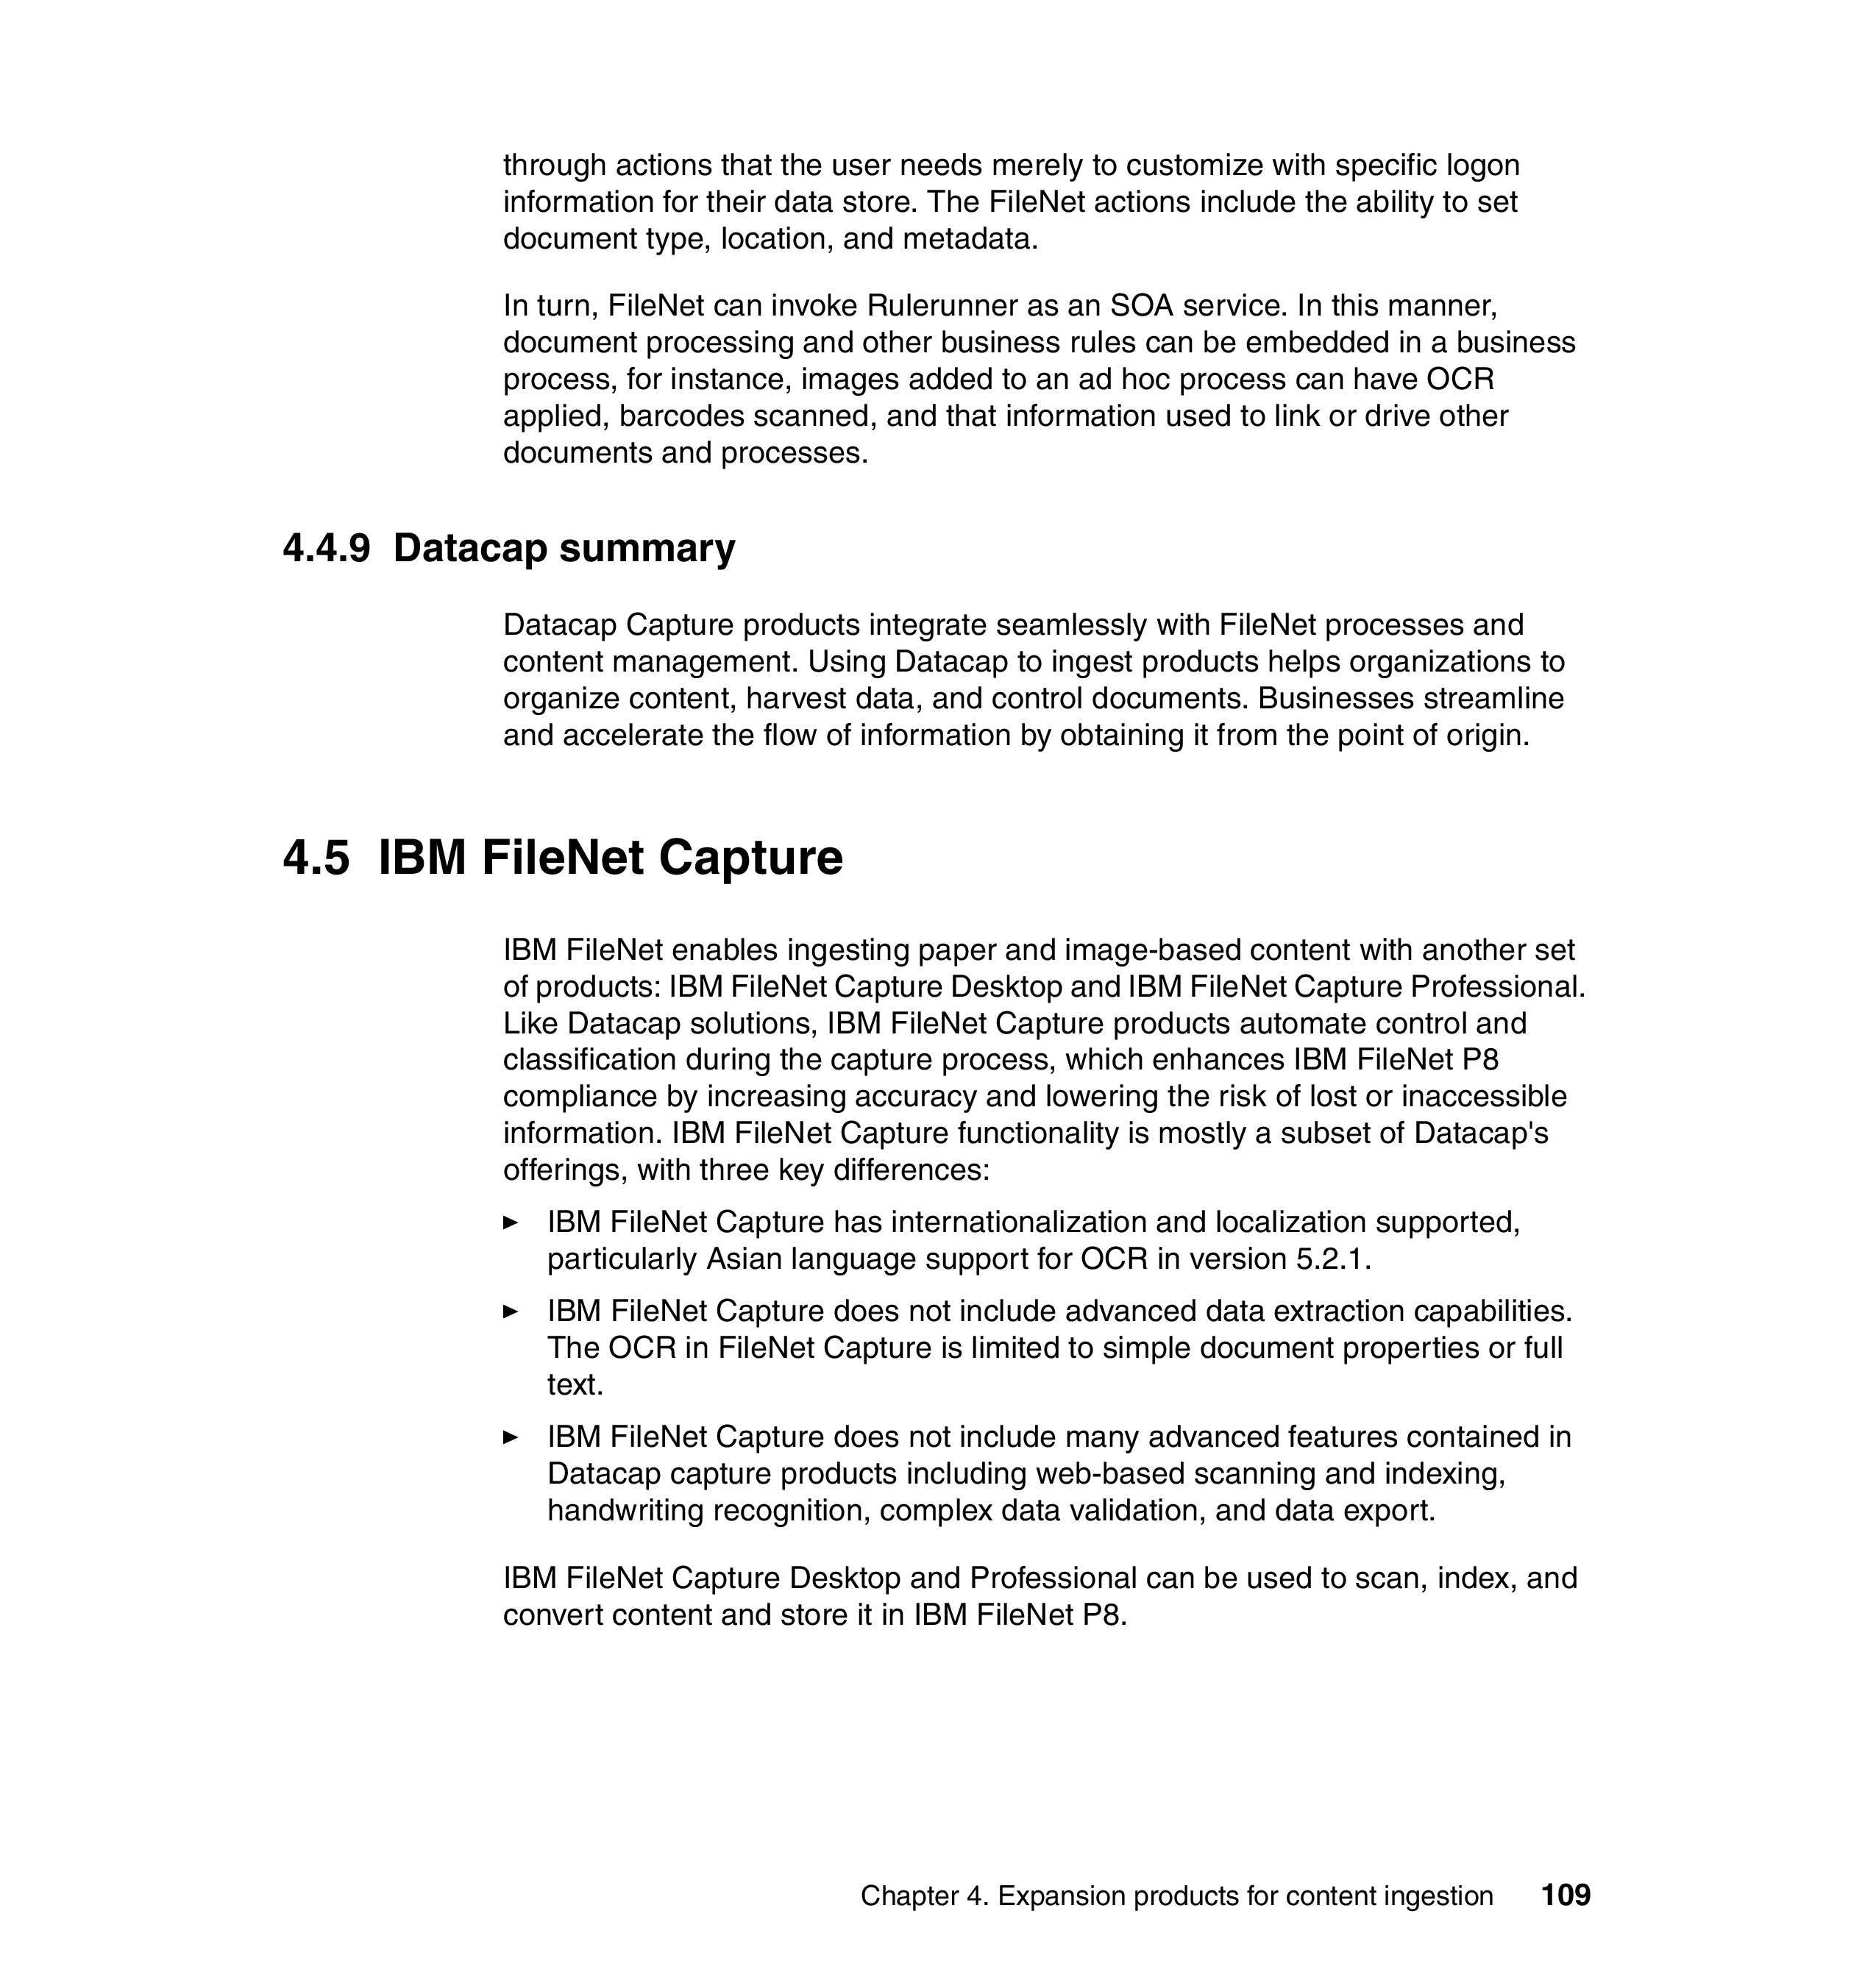 through actions that the user needs merely to customize with specific logon
information for their data store. The FileNet actions include the ability to set
document type, location, and metadata.
In turn, FileNet can invoke Rulerunner as an SOA service. In this manner,
document processing and other business rules can be embedded in a business
process, for instance, images added to an ad hoc process can have OCR
applied, barcodes scanned, and that information used to link or drive other
documents and processes.
4.4.9 Datacap summary
Datacap Capture products integrate seamlessly with FileNet processes and
content management. Using Datacap to ingest products helps organizations to
organize content, harvest data, and control documents. Businesses streamline
and accelerate the flow of information by obtaining it from the point of origin.
4.5 IBM FileNet Capture
IBM FileNet enables ingesting paper and image-based content with another set
of products: IBM FileNet Capture Desktop and IBM FileNet Capture Professional.
Like Datacap solutions, IBM FileNet Capture products automate control and
classification during the capture process, which enhances IBM FileNet P8
compliance by increasing accuracy and lowering the risk of lost or inaccessible
information. IBM FileNet Capture functionality is mostly a subset of Datacap's
offerings, with three key differences:
► IBM FileNet Capture has internationalization and localization supported,
particularly Asian language support for OCR in version 5.2.1.
► IBM FileNet Capture does not include advanced data extraction capabilities.
The OCR in FileNet Capture is limited to simple document properties or full
text.
► IBM FileNet Capture does not include many advanced features contained in
Datacap capture products including web-based scanning and indexing,
handwriting recognition, complex data validation, and data export.
IBM FileNet Capture Desktop and Professional can be used to scan, index, and
convert content and store it in IBM FileNet P8.
Chapter 4. Expansion products for content ingestion 109